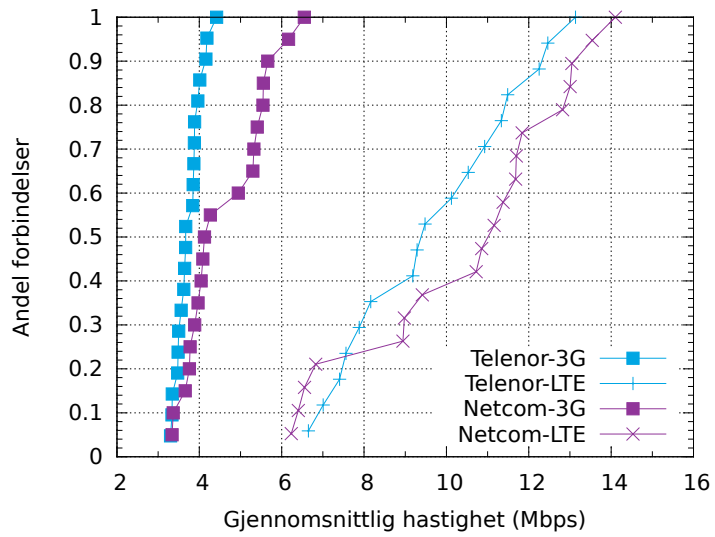 1
0.9
0.8
0.7
0.6
0.5
0.4
0.3
0.2
0.1
0
Andel forbindelser
Telenor-3G
Telenor-LTE
Netcom-3G
Netcom-LTE
2 4 6 8 10 12 14 16
Gjennomsnittlig hastighet (Mbps)